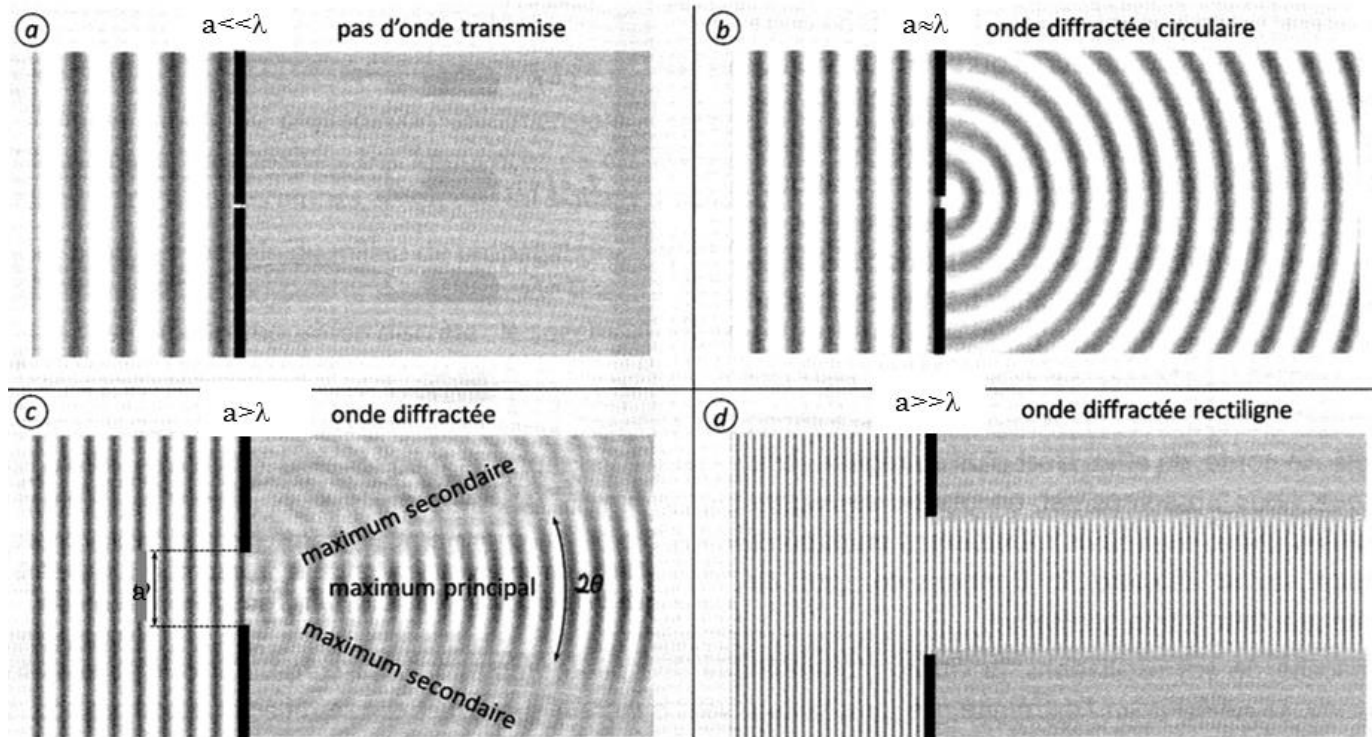 a
a<<λ
pas d'onde transmise
b
a≈λ
onde diffractée circulaire
c
a>λ
onde diffractée
maximum secondaire
maximum principal
2θ
maximum secondaire
a
d
a>>λ
onde diffractée rectiligne